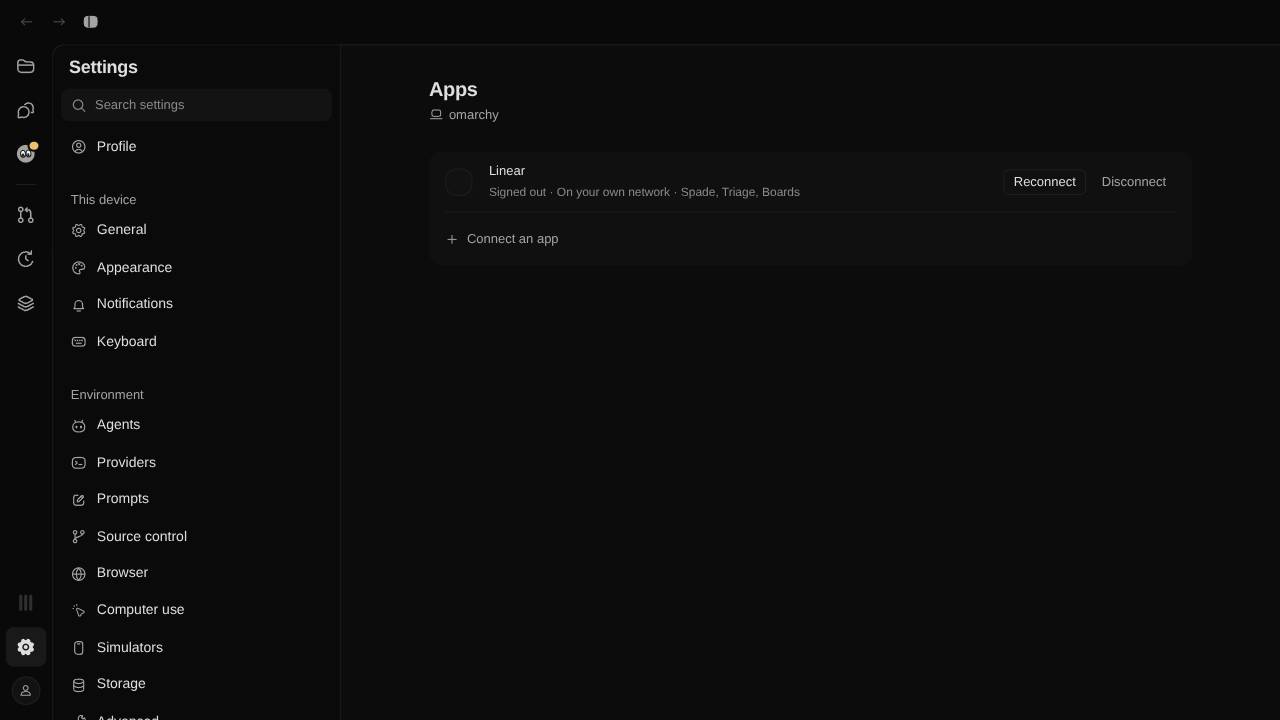 Settings
Search settings
Profile
This device
General
Appearance
Notifications
Keyboard
Environment
Agents
Providers
Prompts
Source control
Browser
Computer use
Simulators
Storage
Advanced
Apps
omarchy
Linear
Signed out · On your own network · Spade, Triage, Boards
Reconnect
Disconnect
Connect an app